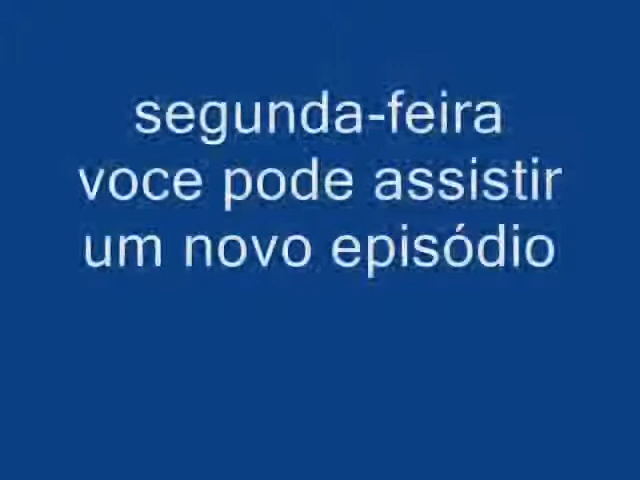 segunda-feira
voce pode assistir
um novo episódio